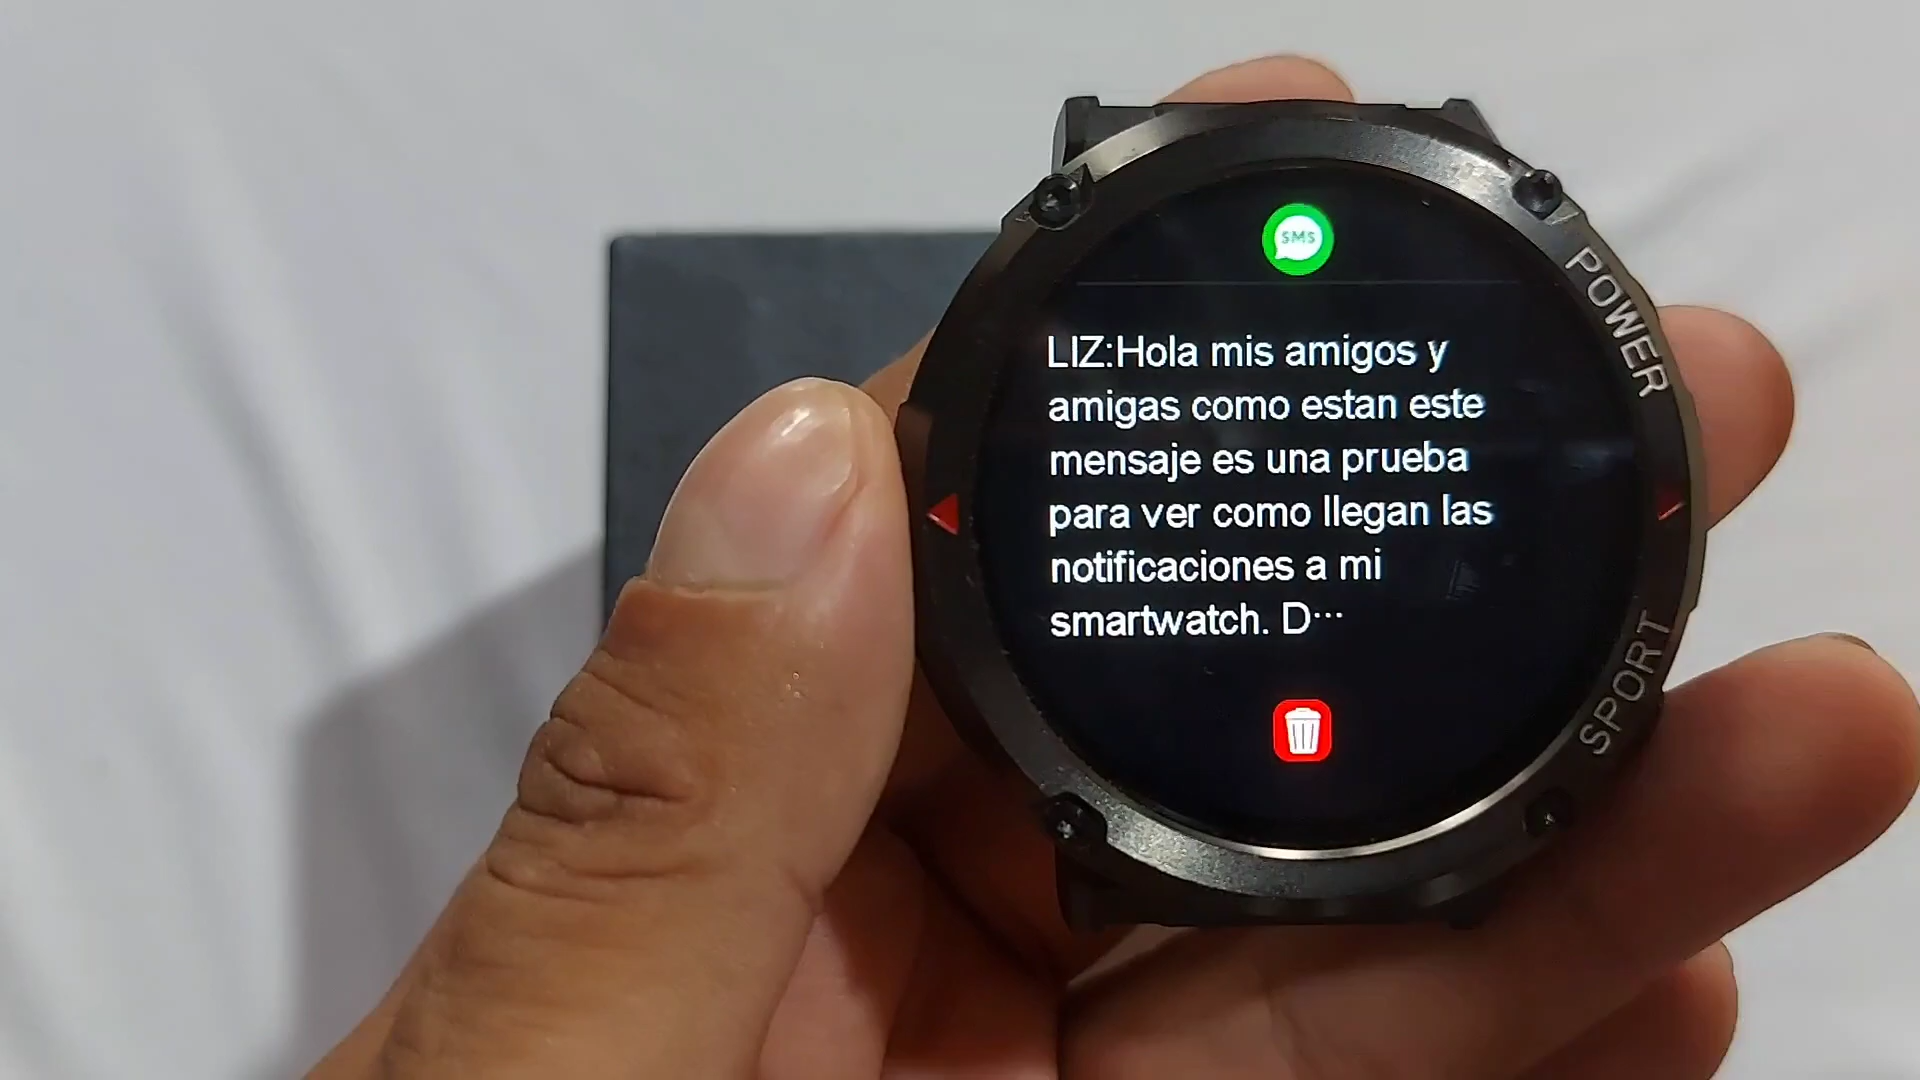 SMS
LIZ:Hola mis amigos y
amigas como estan este
mensaje es una prueba
para ver como llegan las
notificaciones a mi
smartwatch. D···
POWER
SPORT